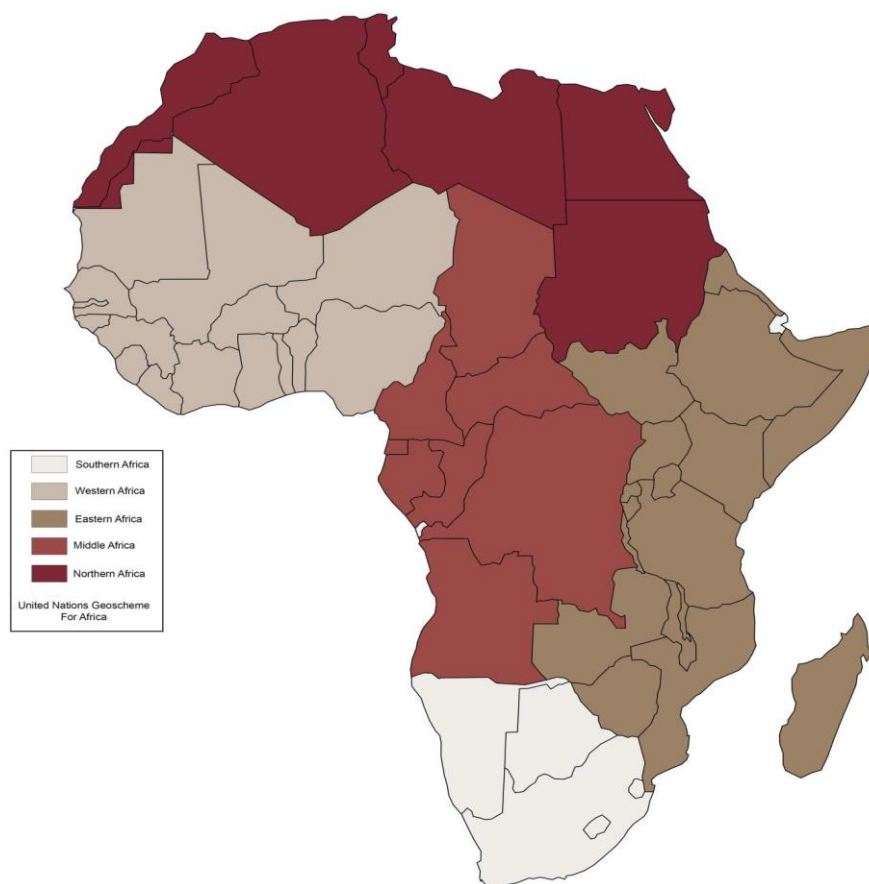 Southern Africa
Western Africa
Eastern Africa
Middle Africa
Northern Africa
United Nations Geoscheme
For Africa